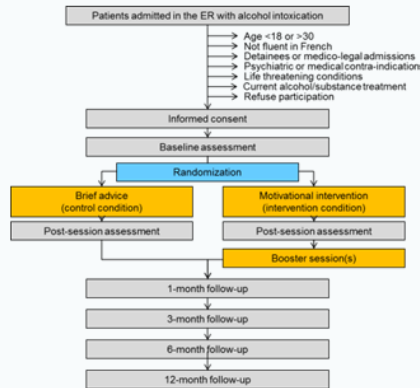 Patients admitted in the ER with alcohol intoxication
Age <18 or >30
Not fluent in French
Detainees or medico-legal admissions
Psychiatric or medical contra-indications
Life threatening conditions
Current alcohol/substance treatment
Refuse participation
Informed consent
Baseline assessment
Randomization
Brief advice
(control condition)
Motivational intervention
(intervention condition)
Post-session assessment
Post-session assessment
Booster session(s)
1-month follow-up
3-month follow-up
6-month follow-up
12-month follow-up